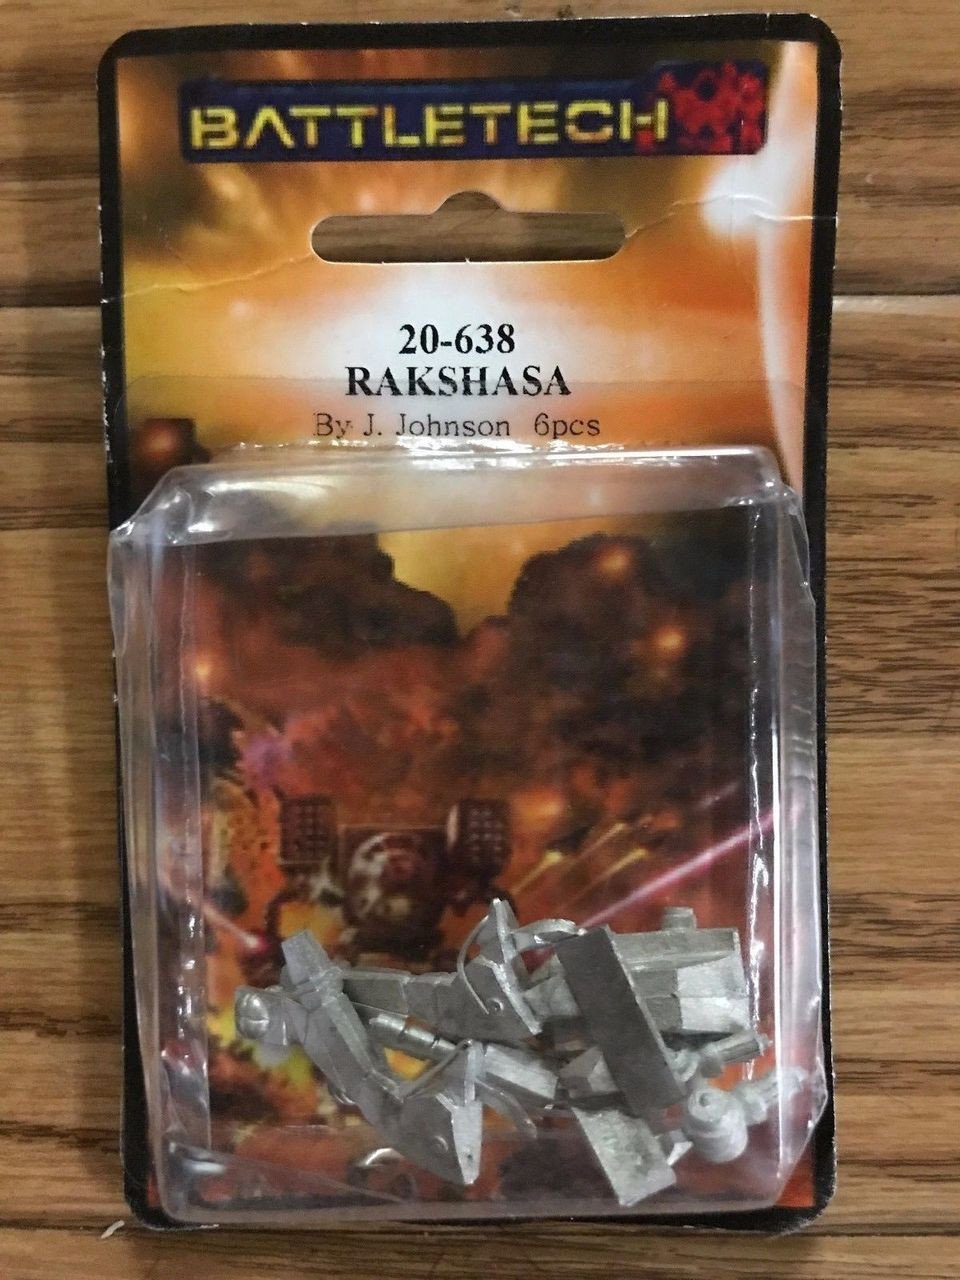 BATTLETECH
20-638
RAKSHASA
By J. Johnson 6pcs